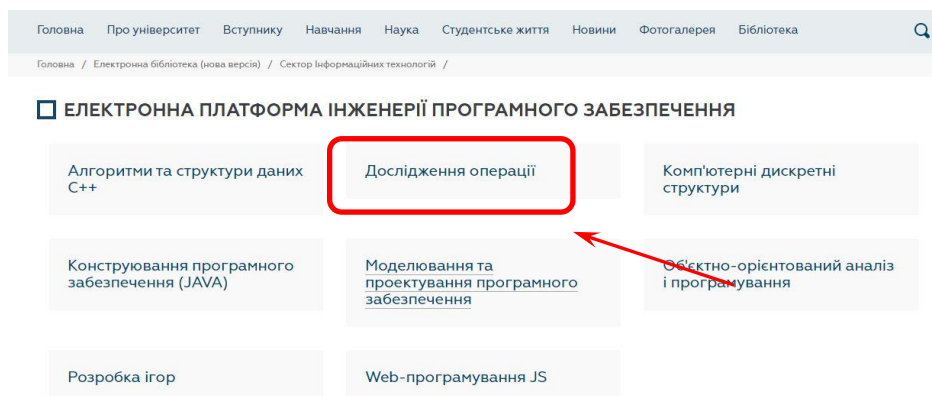 Головна Про університет Вступнику Навчання Наука Студентське життя Новини Фотогалерея Бібліотека
Головна / Електронна бібліотека (нова версія) / Сектор Інформаційних технологій /
ЕЛЕКТРОННА ПЛАТФОРМА ІНЖЕНЕРІЇ ПРОГРАМНОГО ЗАБЕЗПЕЧЕННЯ
Алгоритми та структури даних
C++
Дослідження операції
Комп'ютерні дискретні
структури
Конструювання програмного
забезпечення (JAVA)
Моделювання та
проектування програмного
забезпечення
Об'єктно-орієнтований аналіз
і програмування
Розробка ігор
Web-програмування JS